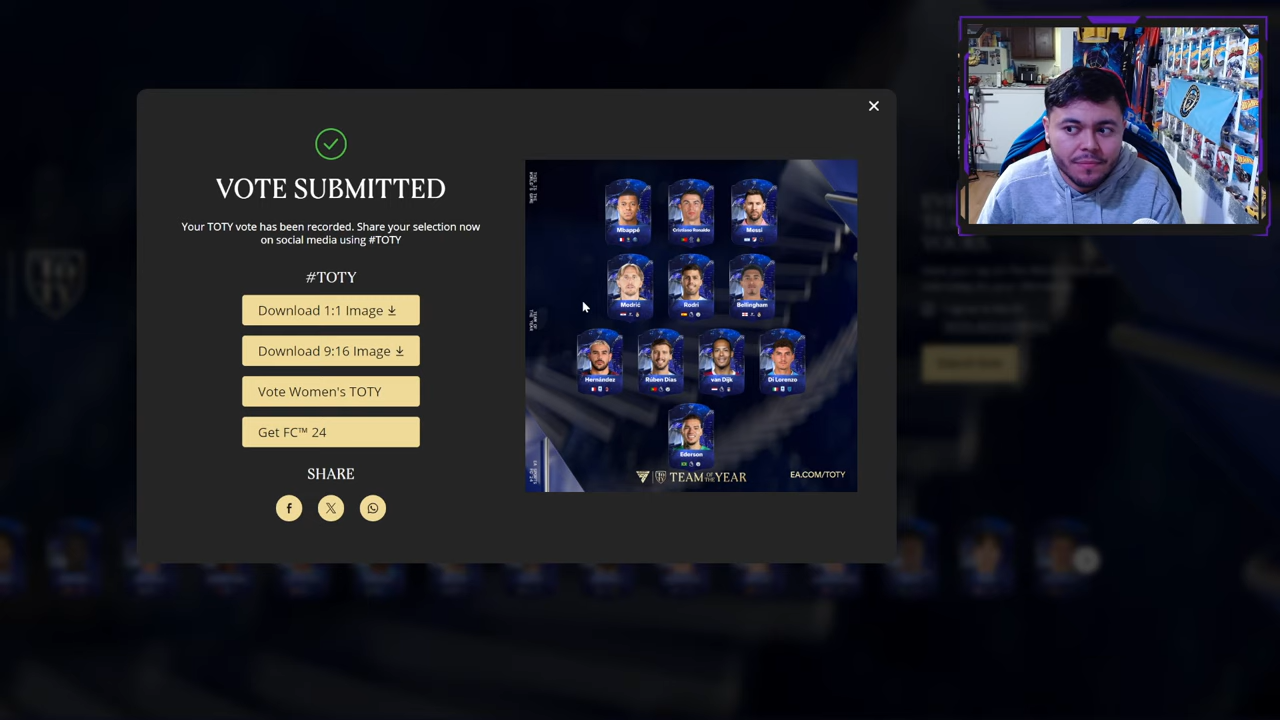 VOTE SUBMITTED
Your TOTY vote has been recorded. Share your selection now
on social media using #TOTY
#TOTY
Download 1:1 Image
Download 9:16 Image
Vote Women's TOTY
Get FC™ 24
SHARE
Mbappé
Cristiano Ronaldo
Messi
Modrić
Rodri
Bellingham
Hernández
Rúben Dias
van Dijk
Di Lorenzo
Ederson
TEAM OF THE YEAR
EA.COM/TOTY